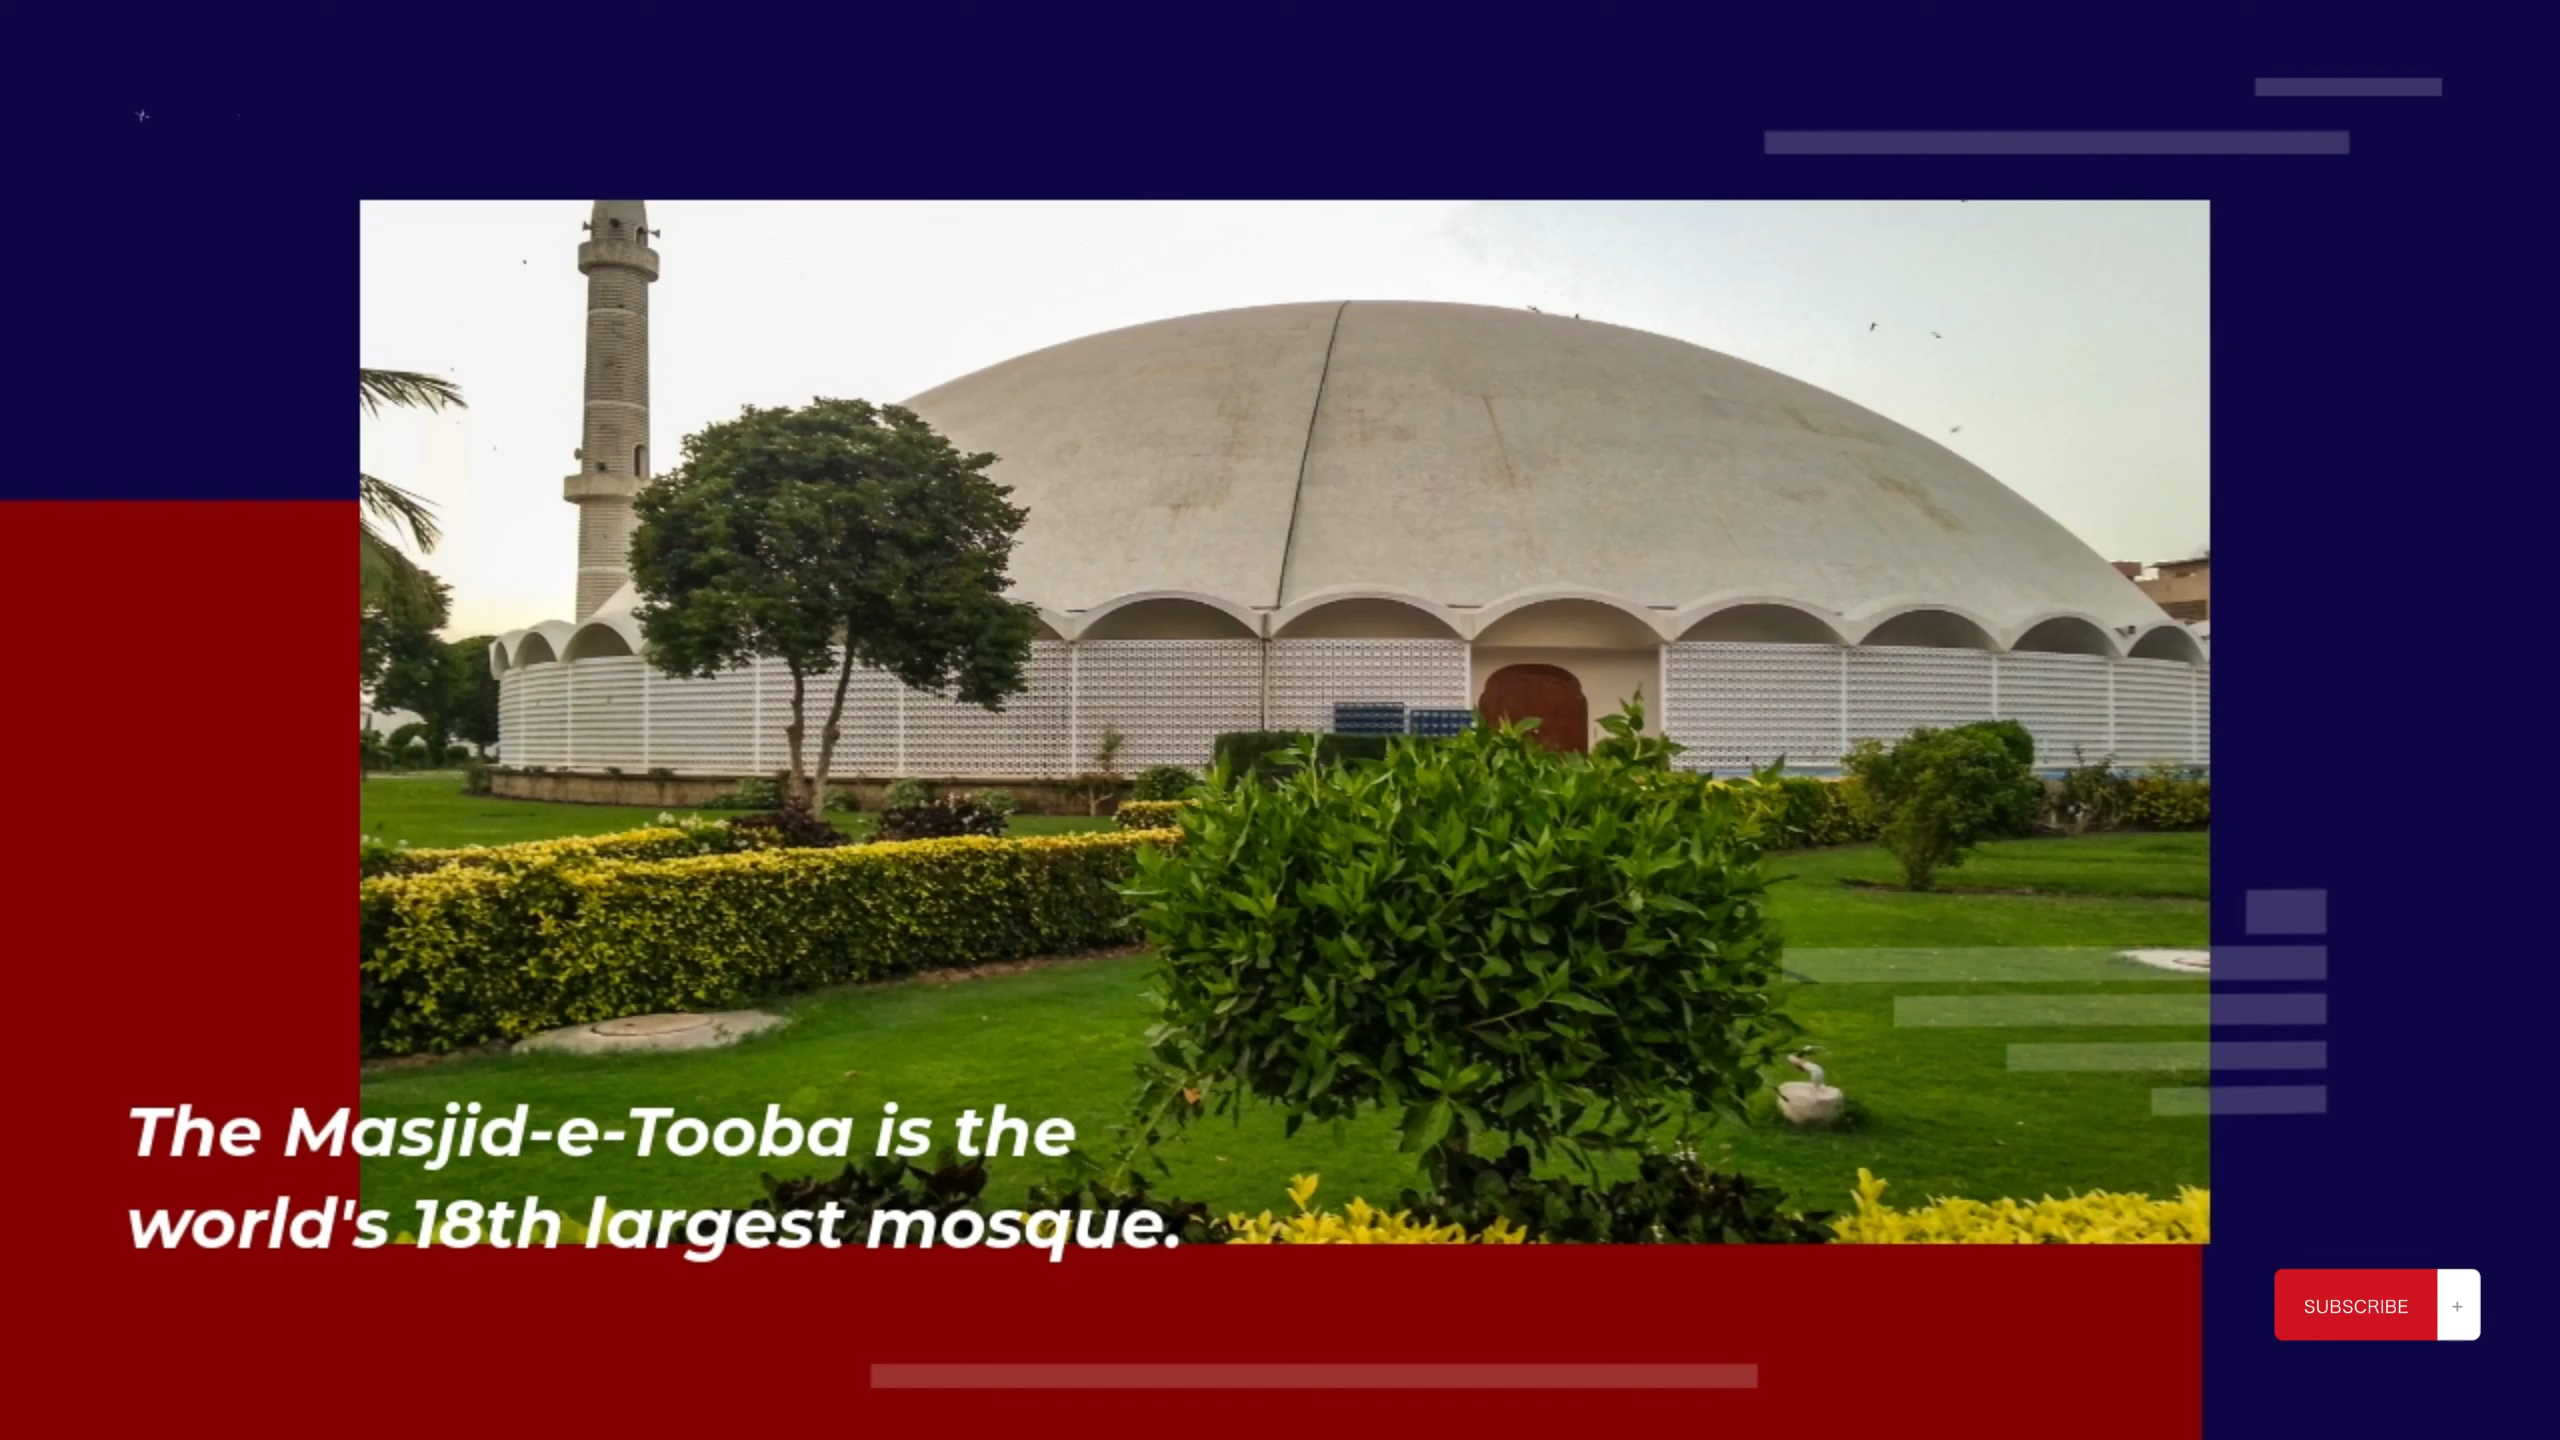 The Masjid-e-Tooba is the
world's 18th largest mosque.
SUBSCRIBE +